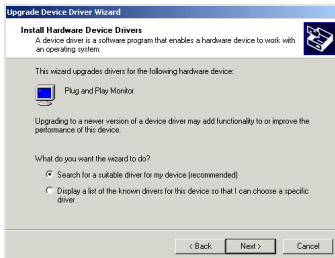 Upgrade Device Driver Wizard
Install Hardware Device Drivers
A device driver is a software program that enables a hardware device to work with
an operating system.
This wizard upgrades drivers for the following hardware device:
Plug and Play Monitor
Upgrading to a newer version of a device driver may add functionality to or improve the
performance of this device.
What do you want the wizard to do?
Search for a suitable driver for my device (recommended)
Display a list of the known drivers for this device so that I can choose a specific
driver
< Back
Next >
Cancel